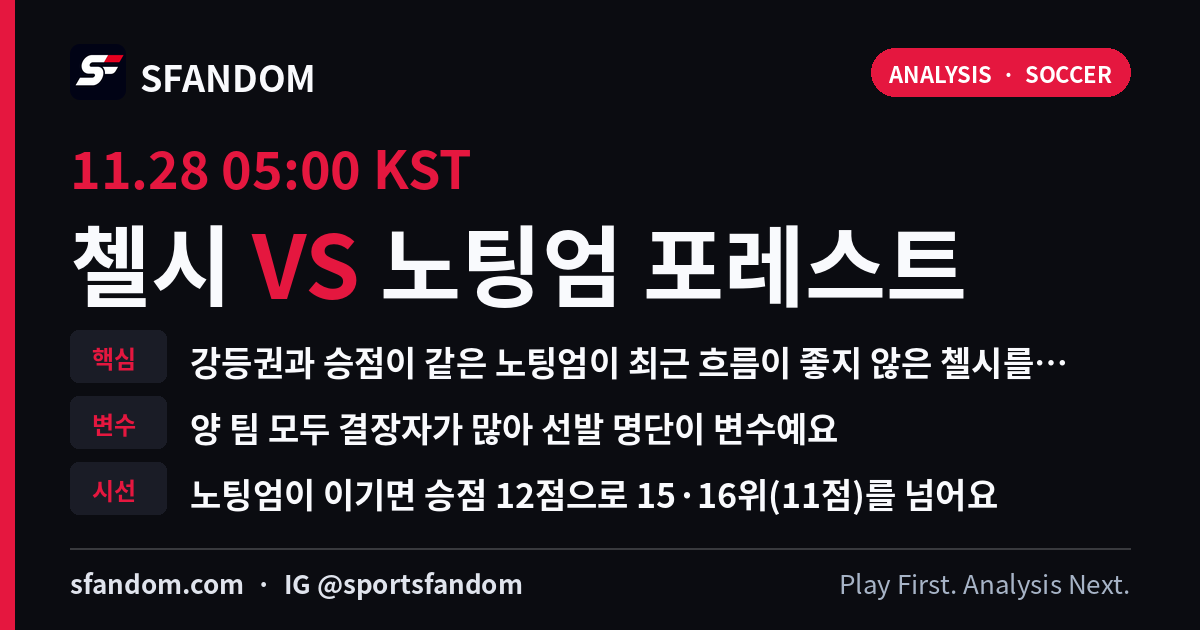 SFANDOM
ANALYSIS · SOCCER
11.28 05:00 KST
첼시 VS 노팅엄 포레스트
핵심 강등권과 승점이 같은 노팅엄이 최근 흐름이 좋지 않은 첼시를…
변수 양 팀 모두 결장자가 많아 선발 명단이 변수예요
시선 노팅엄이 이기면 승점 12점으로 15·16위(11점)를 넘어요
sfandom.com · IG @sportsfandom
Play First. Analysis Next.